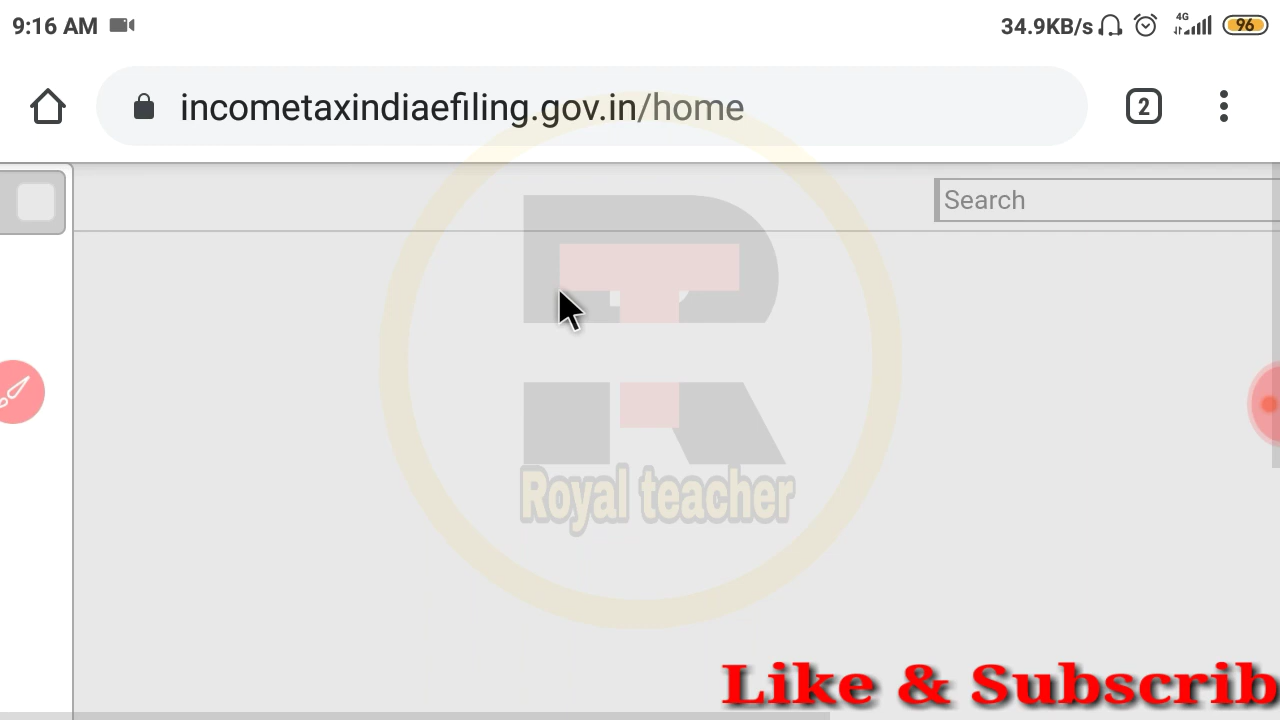 9:16 AM 34.9KB/s 4G 96
incometaxindiaefiling.gov.in/home 2
Search
Royal teacher
Like & Subscrib